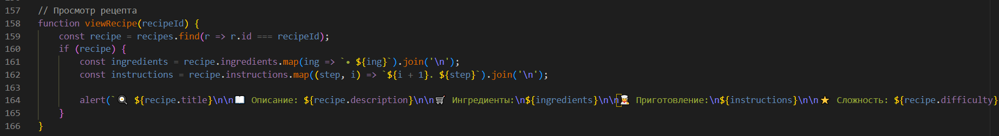 157 // Просмотр рецепта
158 function viewRecipe(recipeId) {
159 const recipe = recipes.find(r => r.id === recipeId);
160 if (recipe) {
161 const ingredients = recipe.ingredients.map(ing => `• ${ing}`).join('\n');
162 const instructions = recipe.instructions.map((step, i) => `${i + 1}. ${step}`).join('\n');
163
164 alert(`🍳 ${recipe.title}\n\n📖 Описание: ${recipe.description}\n\n🛒 Ингредиенты:\n${ingredients}\n\n👨‍🍳 Приготовление:\n${instructions}\n\n⭐ Сложность: ${recipe.difficulty}
165 }
166 }